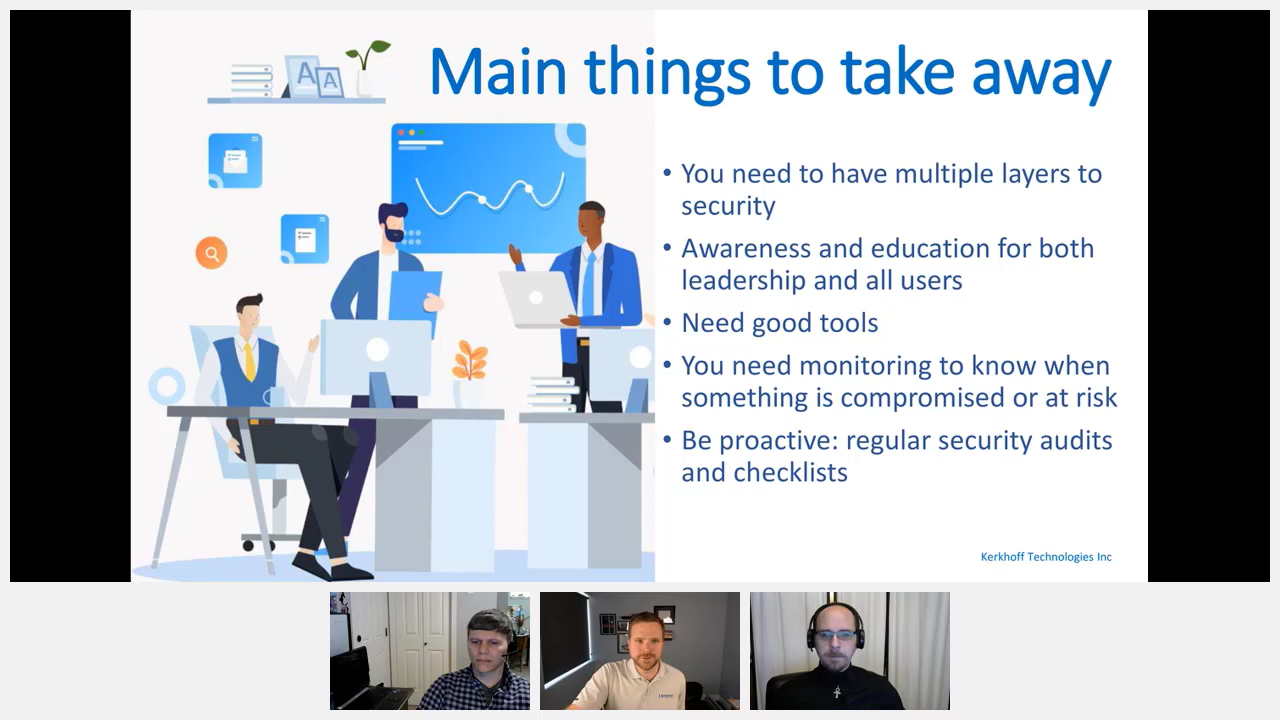 Main things to take away
A A
• You need to have multiple layers to
security
• Awareness and education for both
leadership and all users
• Need good tools
• You need monitoring to know when
something is compromised or at risk
• Be proactive: regular security audits
and checklists
Kerkhoff Technologies Inc